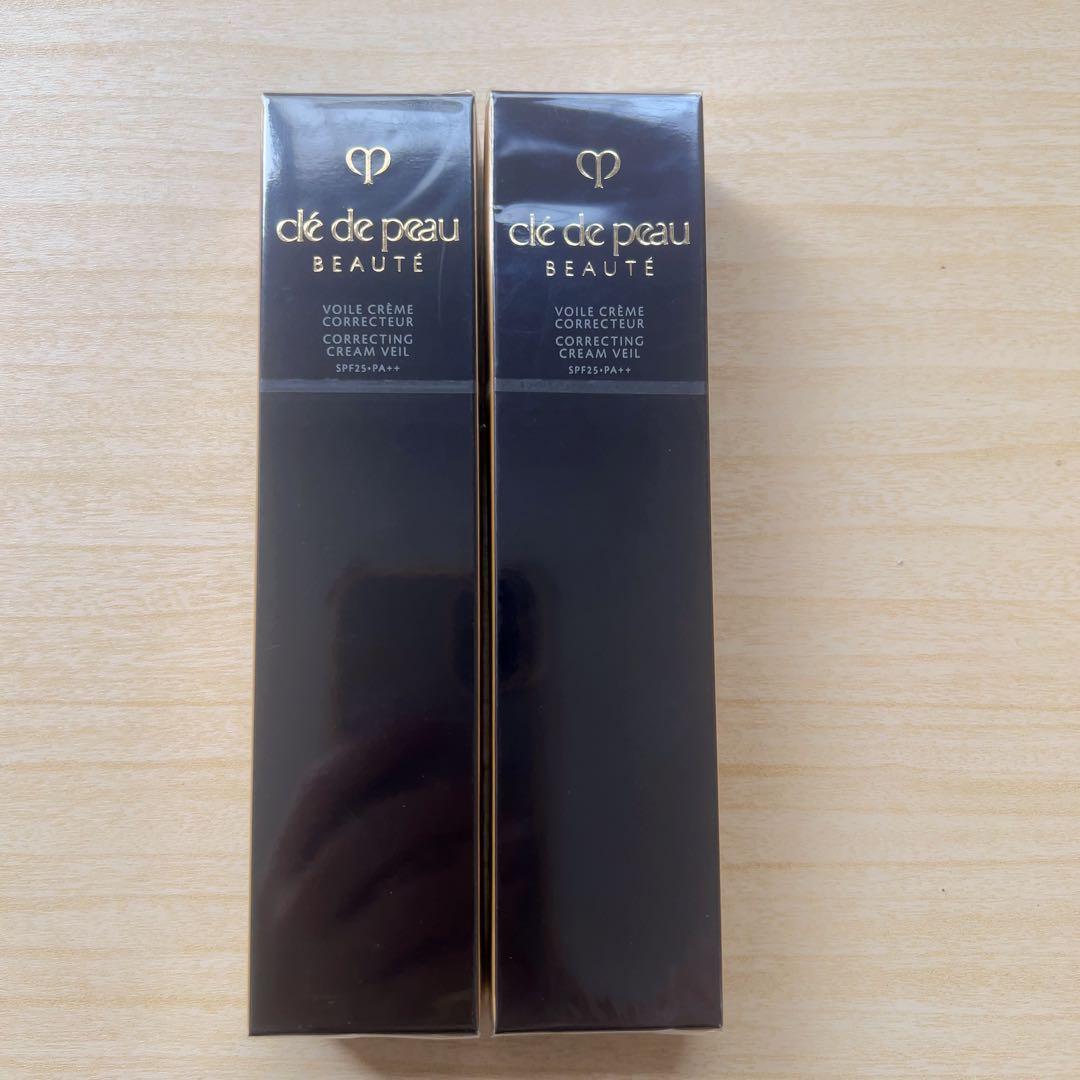 clé de peau
BEAUTÉ
VOILE CRÈME
CORRECTEUR
CORRECTING
CREAM VEIL
SPF25•PA++
clé de peau
BEAUTÉ
VOILE CRÈME
CORRECTEUR
CORRECTING
CREAM VEIL
SPF25•PA++